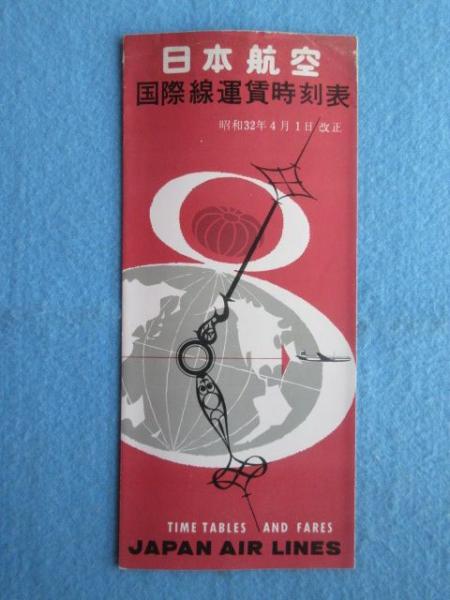 日本航空
国際線運賃時刻表
昭和32年4月1日改正
TIME TABLES AND FARES
JAPAN AIR LINES